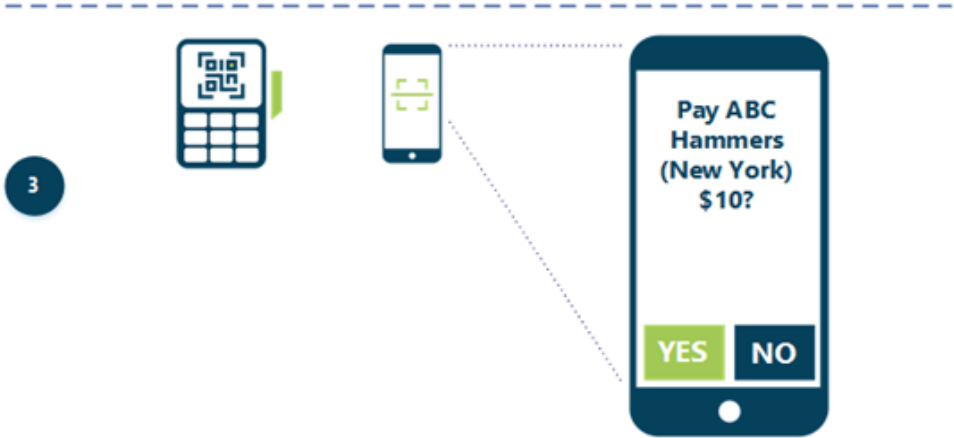 3
Pay ABC
Hammers
(New York)
$10?
YES NO